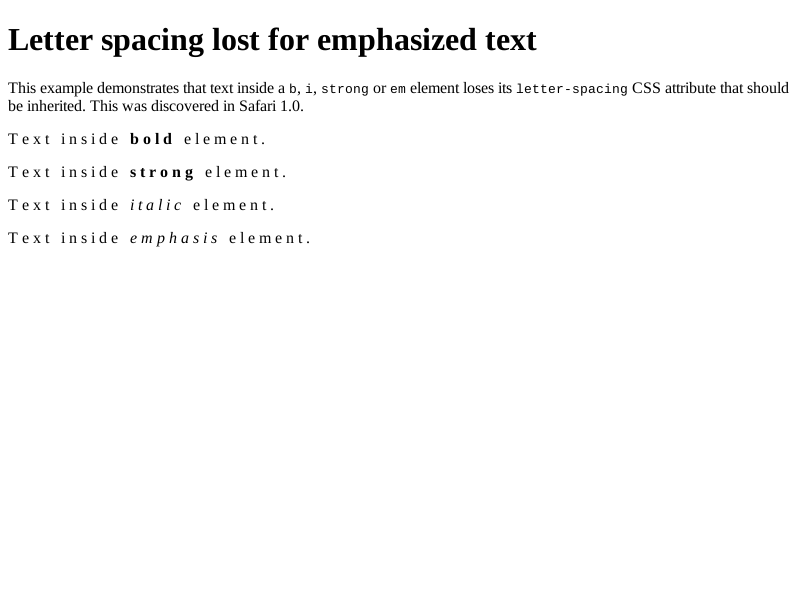 Letter spacing lost for emphasized text
This example demonstrates that text inside a b, i, strong or em element loses its letter-spacing CSS attribute that should
be inherited. This was discovered in Safari 1.0.
Text inside bold element.
Text inside strong element.
Text inside italic element.
Text inside emphasis element.